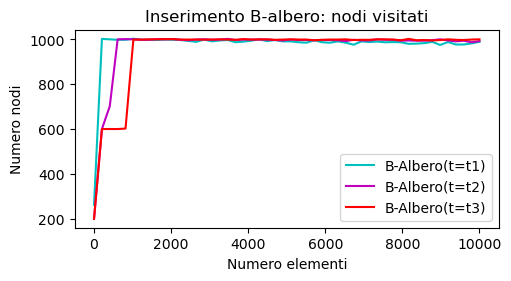 Inserimento B-albero: nodi visitati
Numero nodi
1000
800
600
400
200
0
2000
4000
6000
8000
10000
Numero elementi
B-Albero(t=t1)
B-Albero(t=t2)
B-Albero(t=t3)